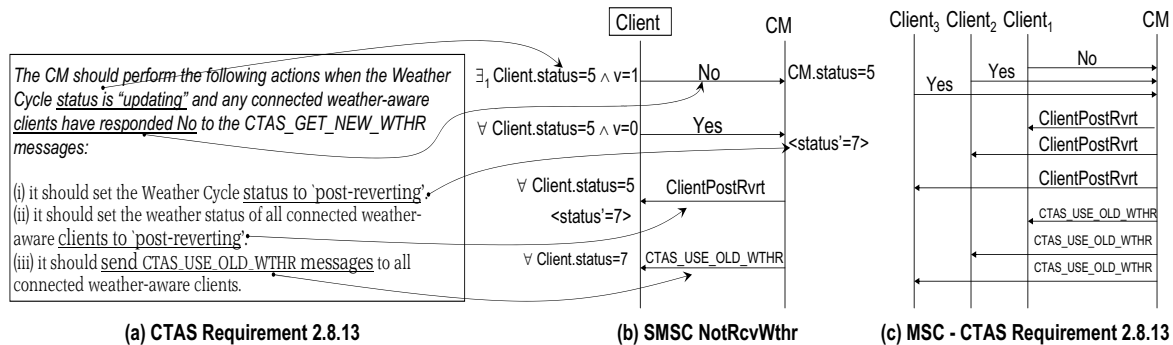 The CM should perform the following actions when the Weather
Cycle status is “updating” and any connected weather-aware
clients have responded No to the CTAS_GET_NEW_WTHR
messages:
(i) it should set the Weather Cycle status to `post-reverting'.
(ii) it should set the weather status of all connected weather-
aware clients to `post-reverting'.
(iii) it should send CTAS_USE_OLD_WTHR messages to all
connected weather-aware clients.
(a) CTAS Requirement 2.8.13
Client CM
∃1 Client.status=5 ∧ v=1 No CM.status=5
∀ Client.status=5 ∧ v=0 Yes
<status'=7>
∀ Client.status=5 ClientPostRvrt
<status'=7>
∀ Client.status=7 CTAS_USE_OLD_WTHR
(b) SMSC NotRcvWthr
Client3 Client2 Client1 CM
No
Yes
Yes
ClientPostRvrt
ClientPostRvrt
ClientPostRvrt
CTAS_USE_OLD_WTHR
CTAS_USE_OLD_WTHR
CTAS_USE_OLD_WTHR
(c) MSC - CTAS Requirement 2.8.13